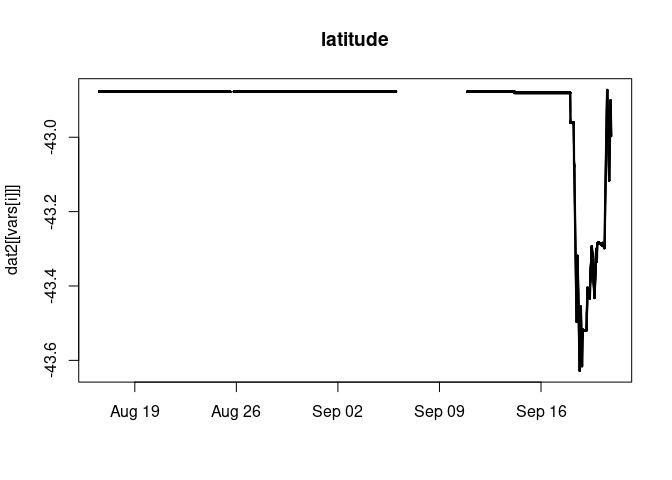 latitude
dat2[[vars[i]]]
-43.0
-43.2
-43.4
-43.6
Aug 19
Aug 26
Sep 02
Sep 09
Sep 16